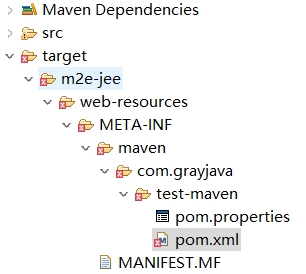 Maven Dependencies
src
target
m2e-jee
web-resources
META-INF
maven
com.grayjava
test-maven
pom.properties
pom.xml
MANIFEST.MF